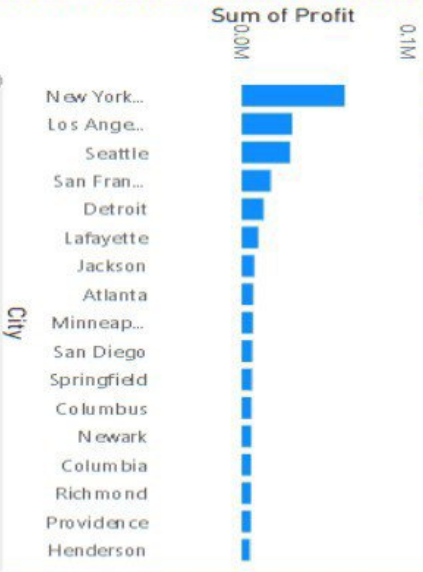 Sum of Profit
0.0M
0.1M
New York...
Los Ange...
Seattle
San Fran...
Detroit
Lafayette
Jackson
Atlanta
Minneap...
San Diego
Springfield
Columbus
Newark
Columbia
Richmond
Providence
Henderson
City